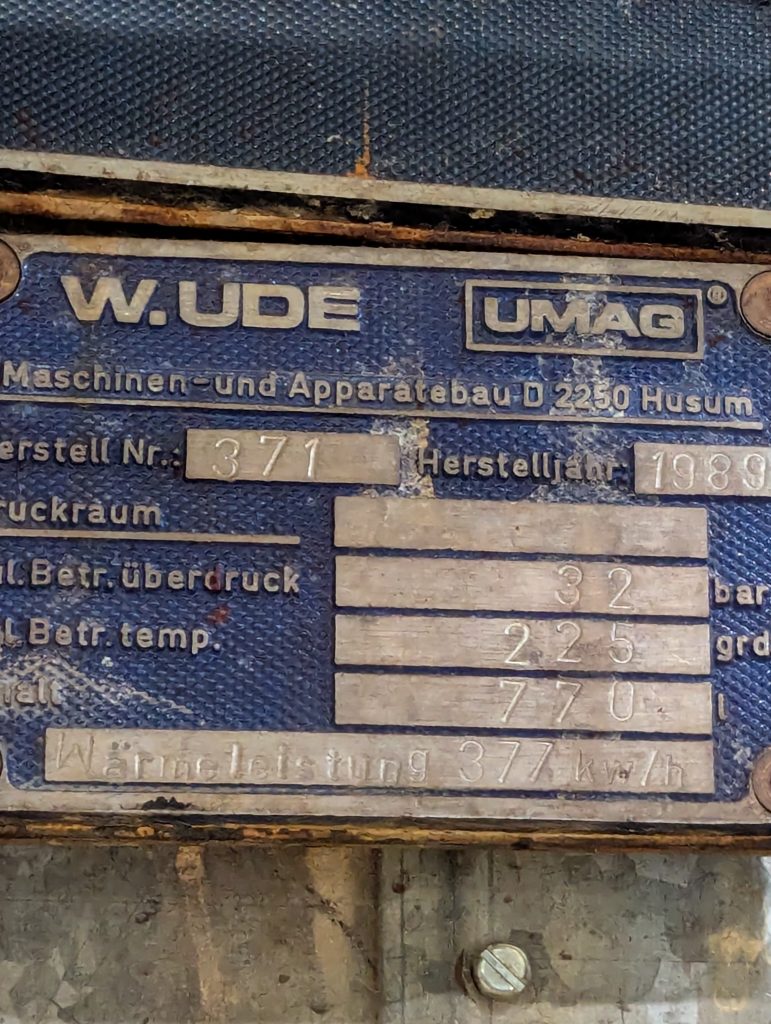 W.UDE UMAG®
Maschinen-und Apparatebau D 2250 Husum
erstell Nr.: 371 Herstelljahr: 1989
ruckraum
l. Betr. überdruck 32 bar
l. Betr. temp. 225 grd
halt 770 l
Wärmeleistung 377 kw/h